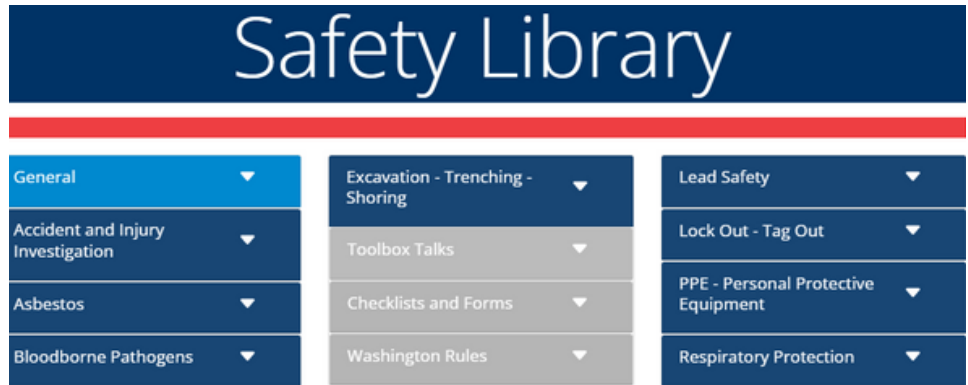 Safety Library
General
Accident and Injury
Investigation
Asbestos
Bloodborne Pathogens
Excavation - Trenching -
Shoring
Toolbox Talks
Checklists and Forms
Washington Rules
Lead Safety
Lock Out - Tag Out
PPE - Personal Protective
Equipment
Respiratory Protection